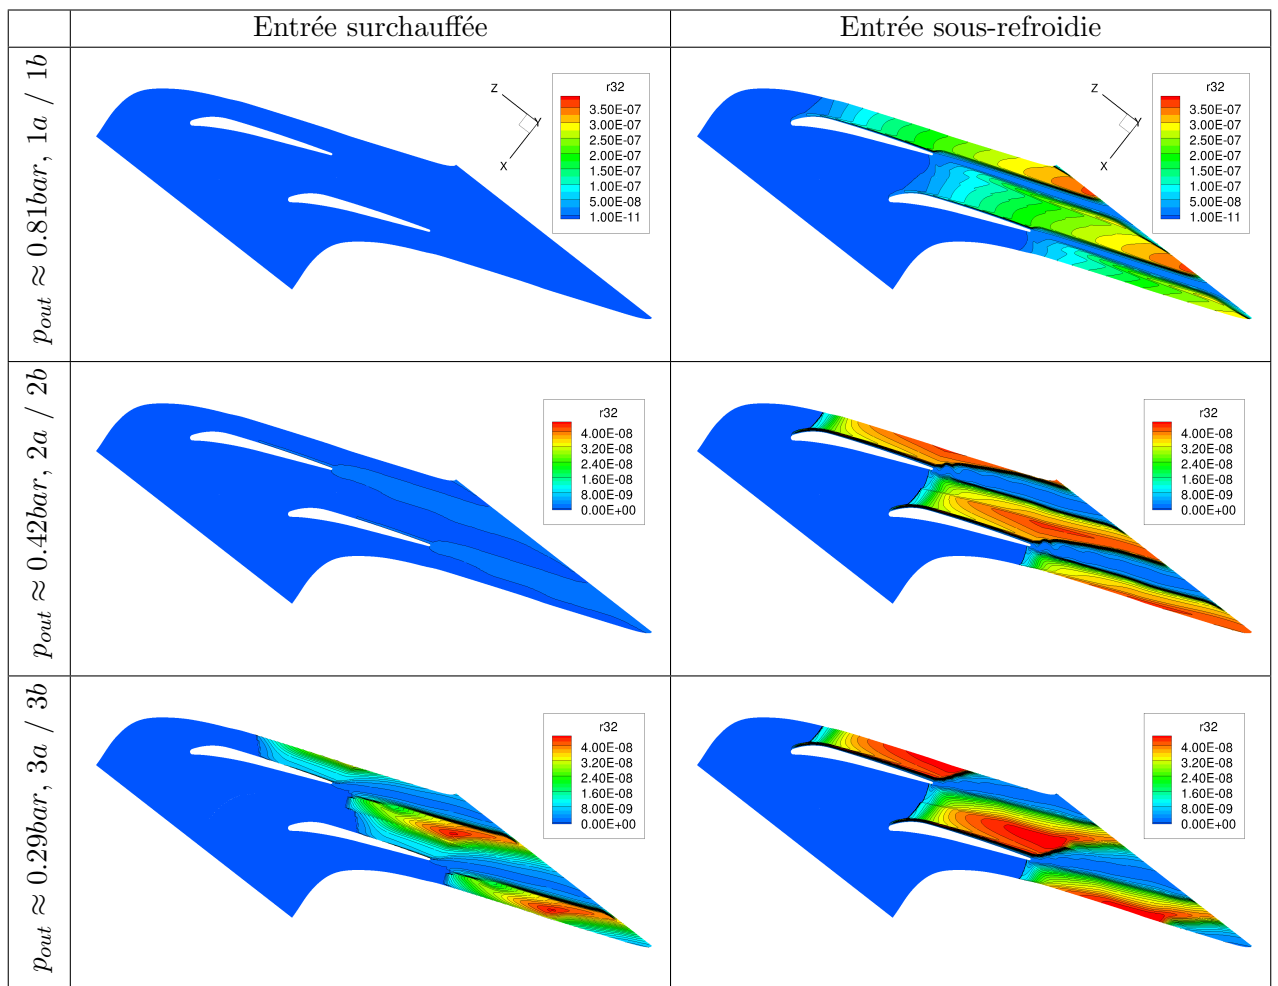 Entrée surchauffée
Entrée sous-refroidie
p_out ≈ 0.81bar, 1a / 1b
Z
Y
X
r32
3.50E-07
3.00E-07
2.50E-07
2.00E-07
1.50E-07
1.00E-07
5.00E-08
1.00E-11
Z
Y
X
r32
3.50E-07
3.00E-07
2.50E-07
2.00E-07
1.50E-07
1.00E-07
5.00E-08
1.00E-11
p_out ≈ 0.42bar, 2a / 2b
r32
4.00E-08
3.20E-08
2.40E-08
1.60E-08
8.00E-09
0.00E+00
r32
4.00E-08
3.20E-08
2.40E-08
1.60E-08
8.00E-09
0.00E+00
p_out ≈ 0.29bar, 3a / 3b
r32
4.00E-08
3.20E-08
2.40E-08
1.60E-08
8.00E-09
0.00E+00
r32
4.00E-08
3.20E-08
2.40E-08
1.60E-08
8.00E-09
0.00E+00